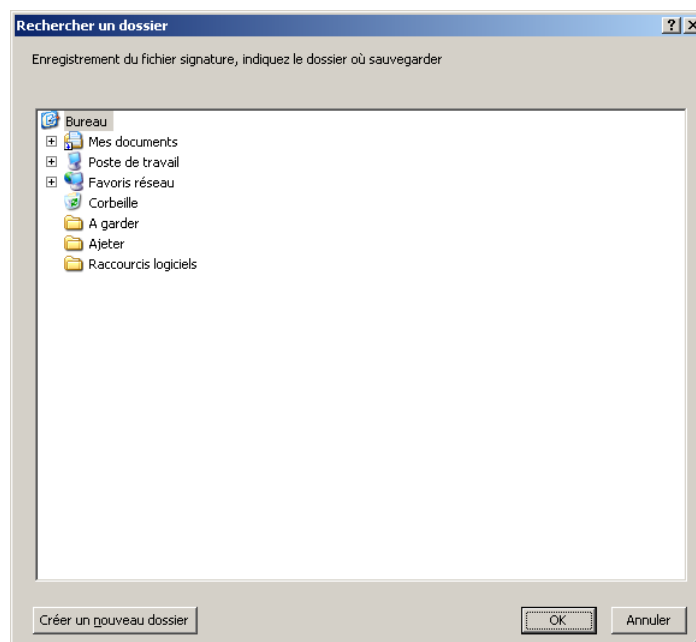 Rechercher un dossier
Enregistrement du fichier signature, indiquez le dossier où sauvegarder
Bureau
Mes documents
Poste de travail
Favoris réseau
Corbeille
A garder
Ajeter
Raccourcis logiciels
Créer un nouveau dossier
OK
Annuler